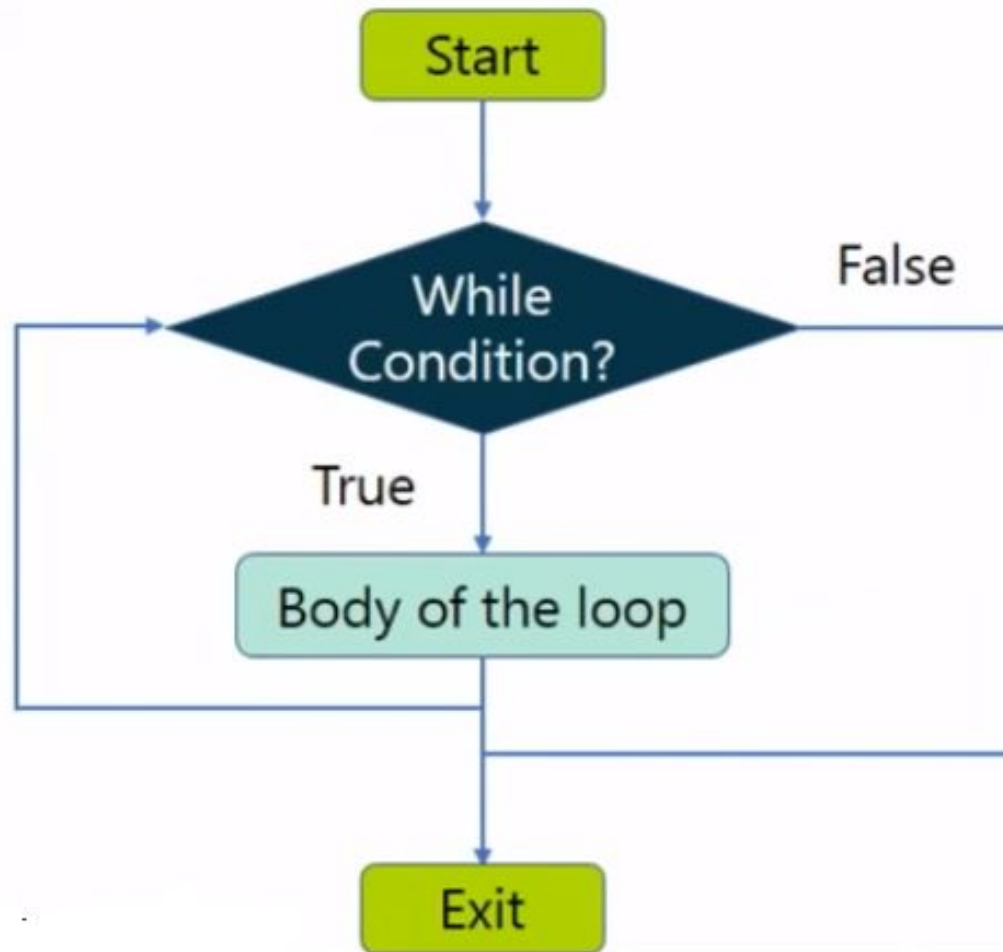 Start
While
Condition?
False
True
Body of the loop
Exit